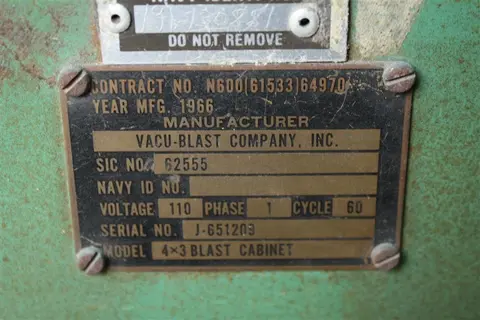 DO NOT REMOVE
CONTRACT NO. N600(61533)64970
YEAR MFG. 1966
MANUFACTURER
VACU-BLAST COMPANY, INC.
SIC NO. 62555
NAVY ID NO.
VOLTAGE 110 PHASE 1 CYCLE 60
SERIAL NO. J-651203
MODEL 4×3 BLAST CABINET